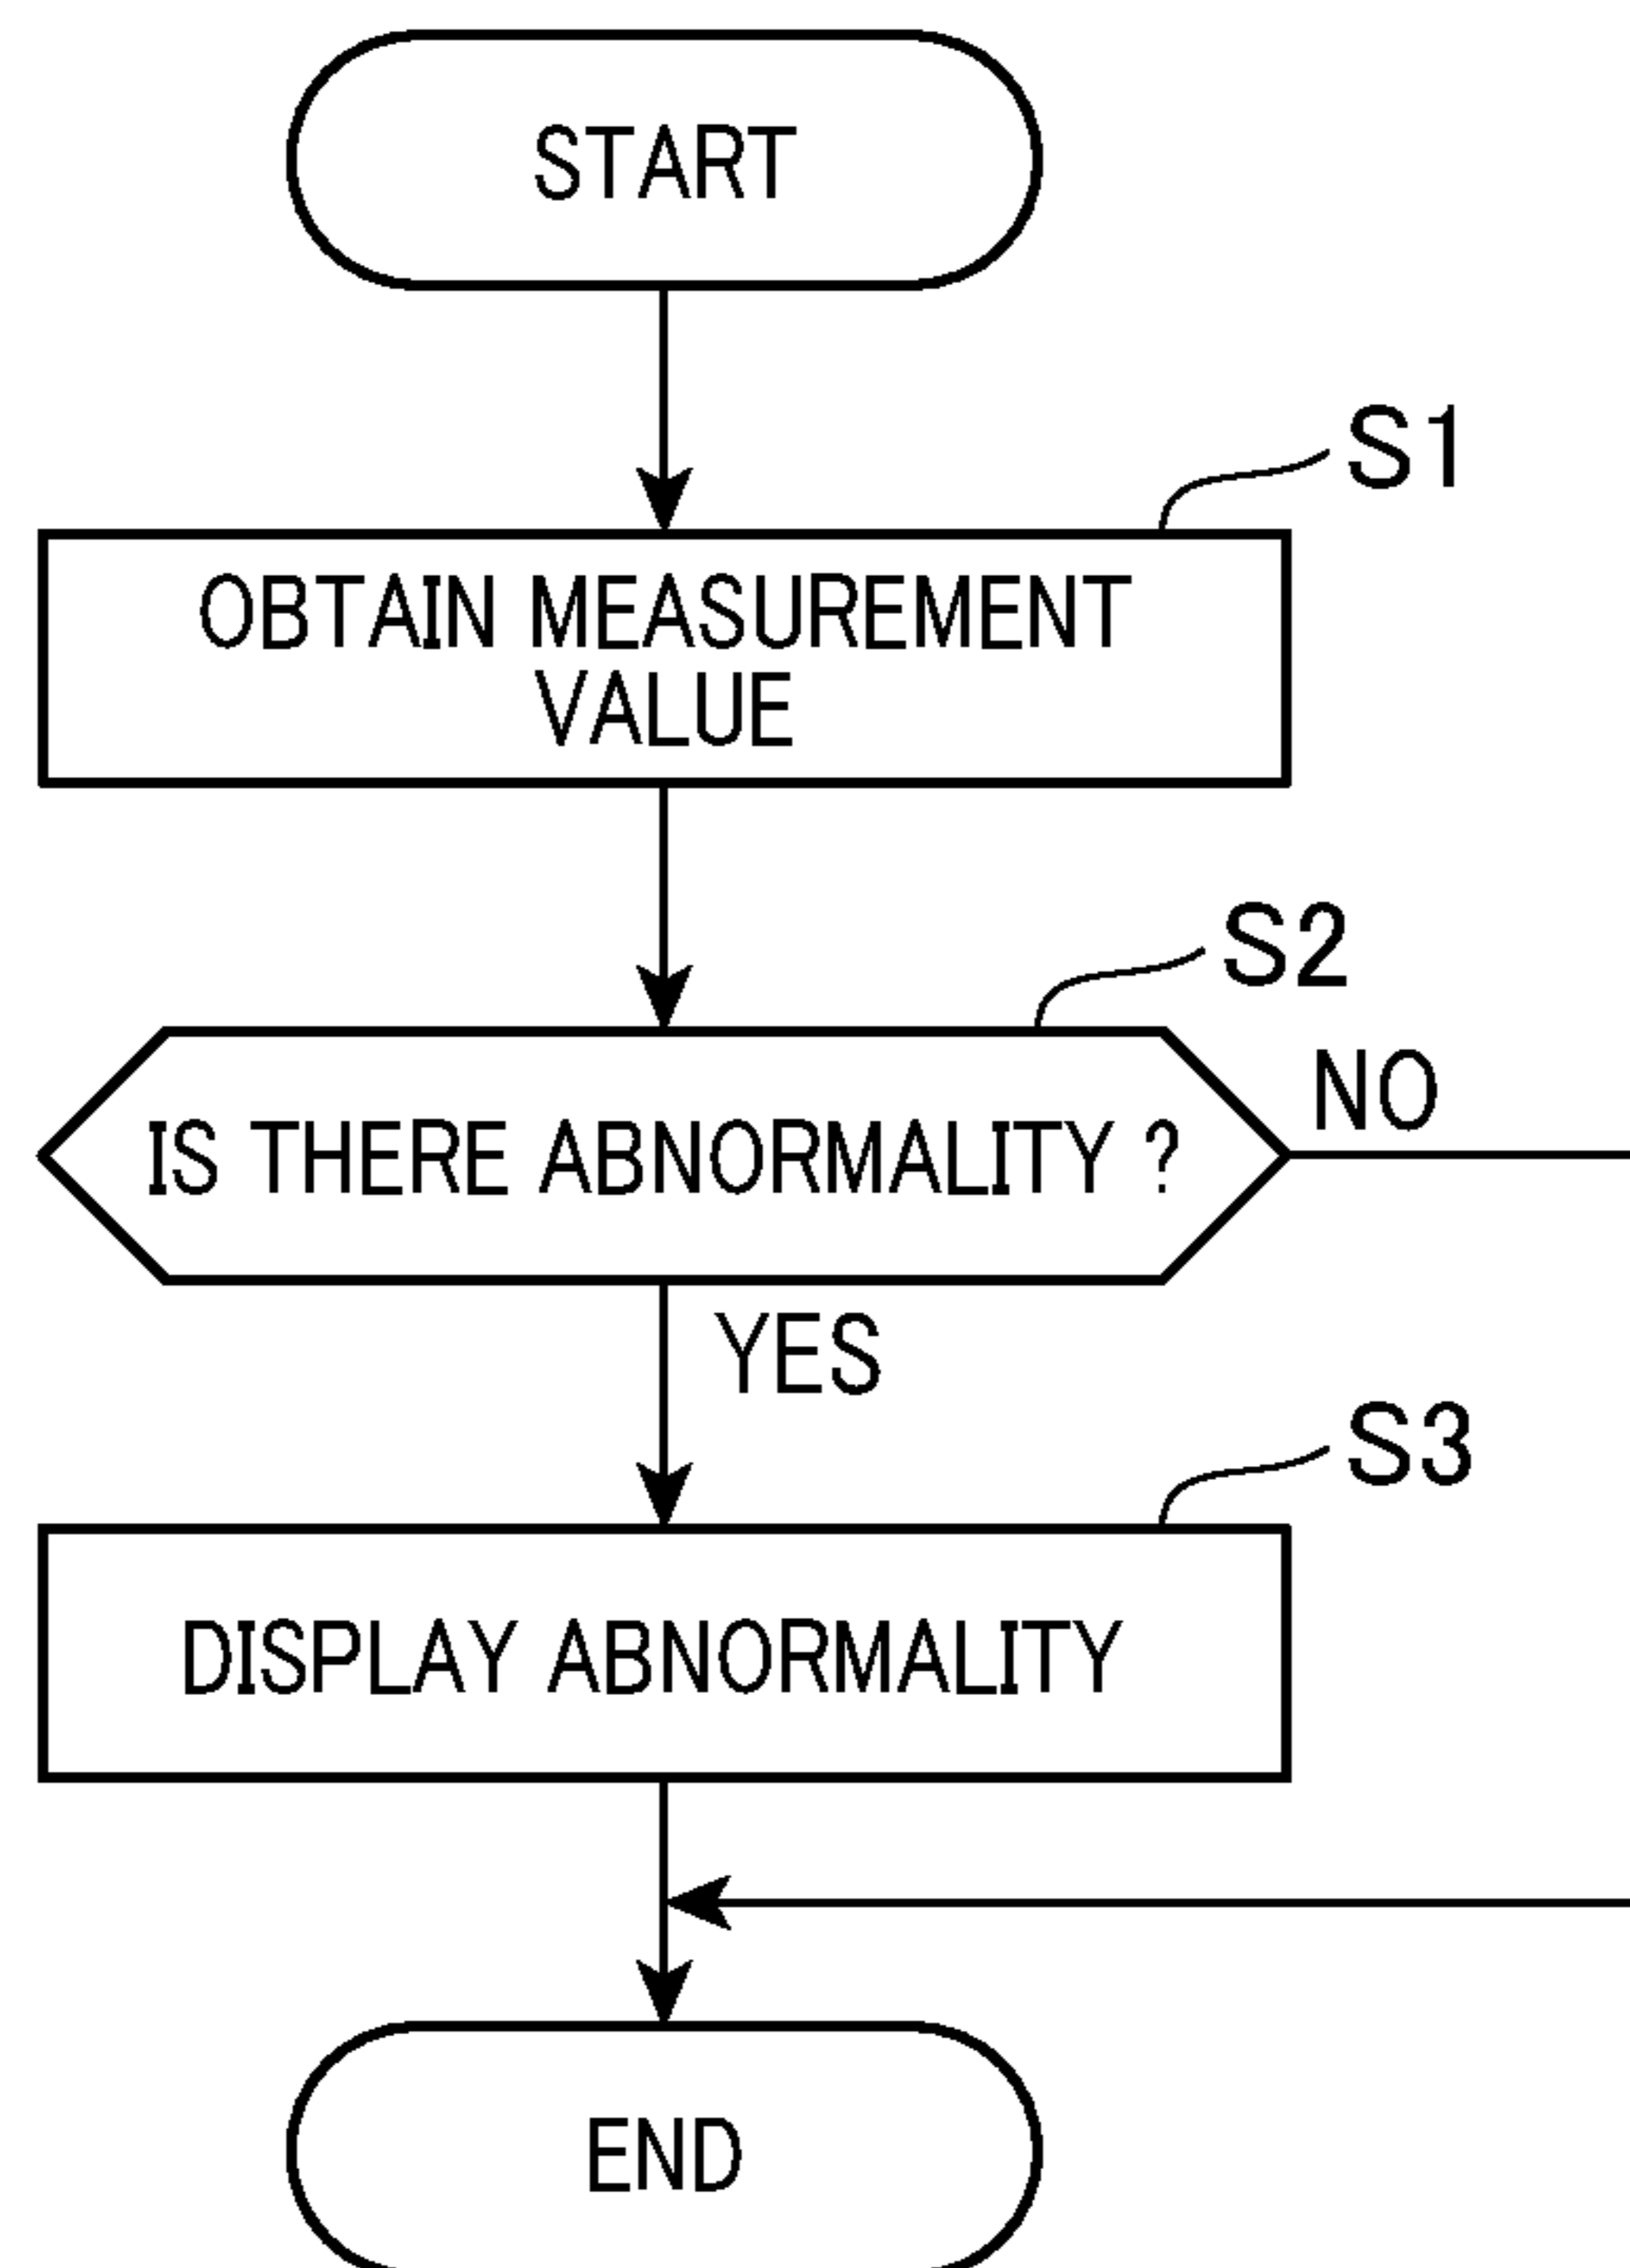 START
S1
OBTAIN MEASUREMENT
VALUE
S2
NO
IS THERE ABNORMALITY ?
YES
S3
DISPLAY ABNORMALITY
END